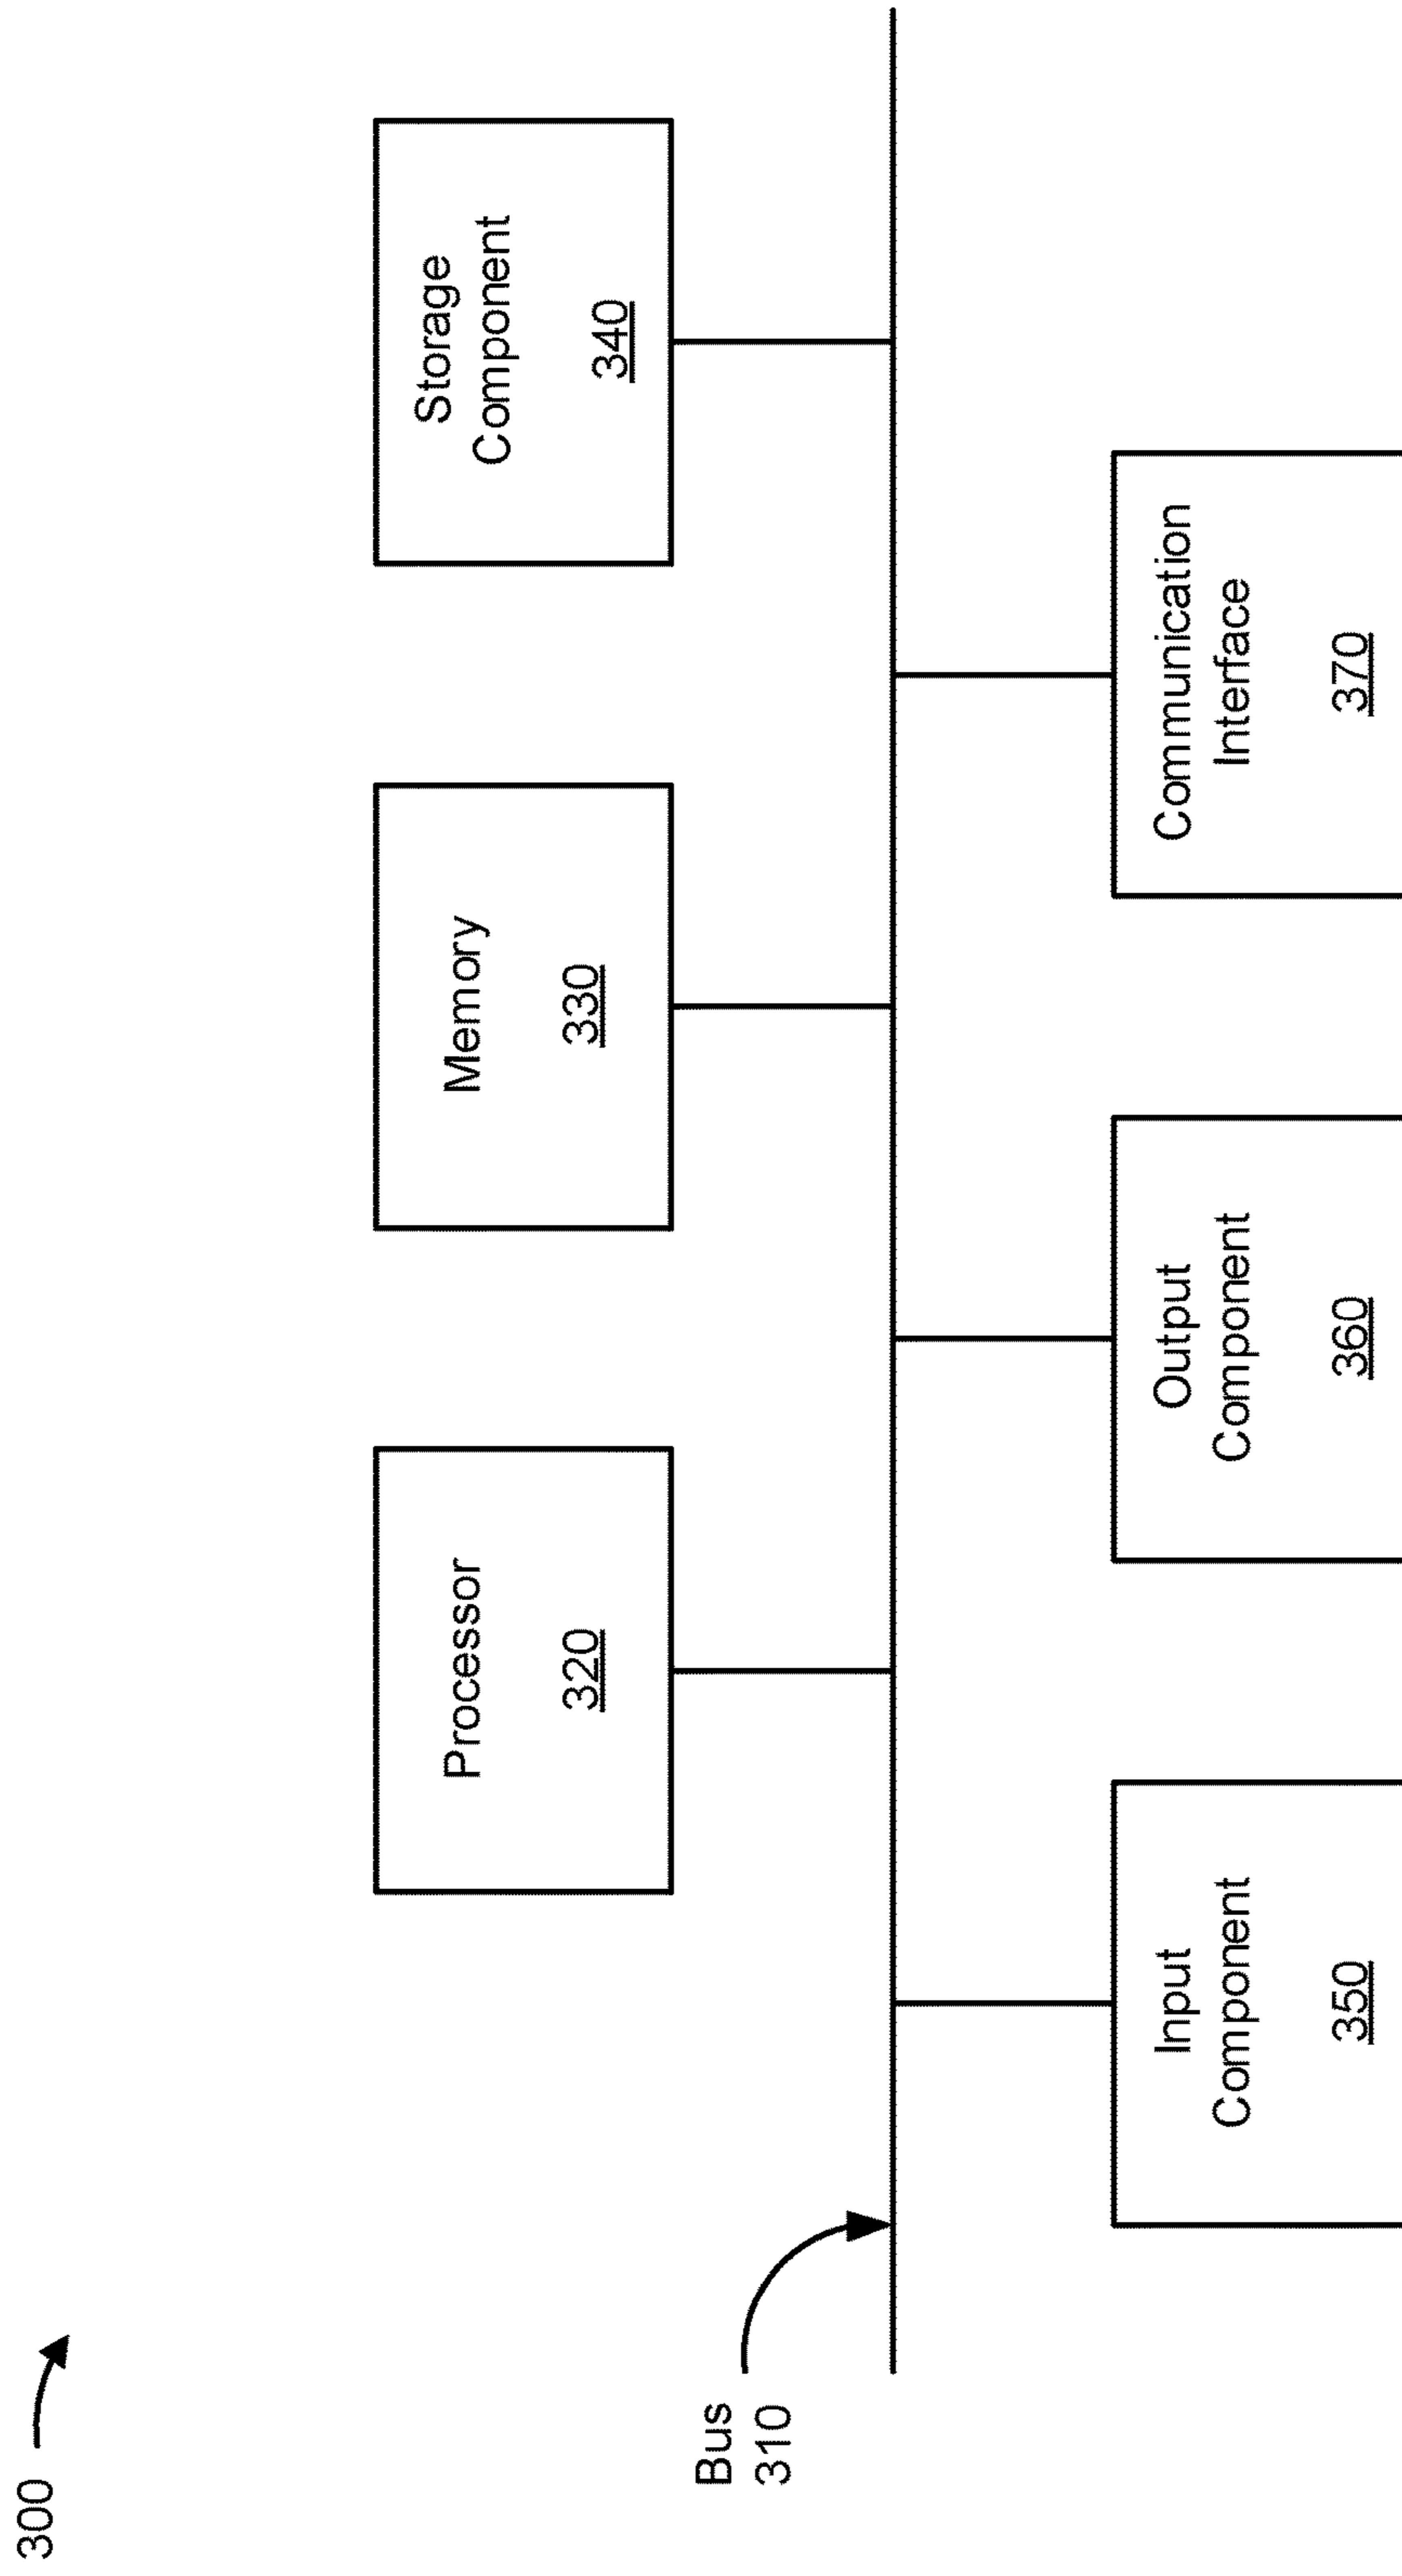 300
Processor
320
Memory
330
Storage
Component
340
Bus
310
Input
Component
350
Output
Component
360
Communication
Interface
370